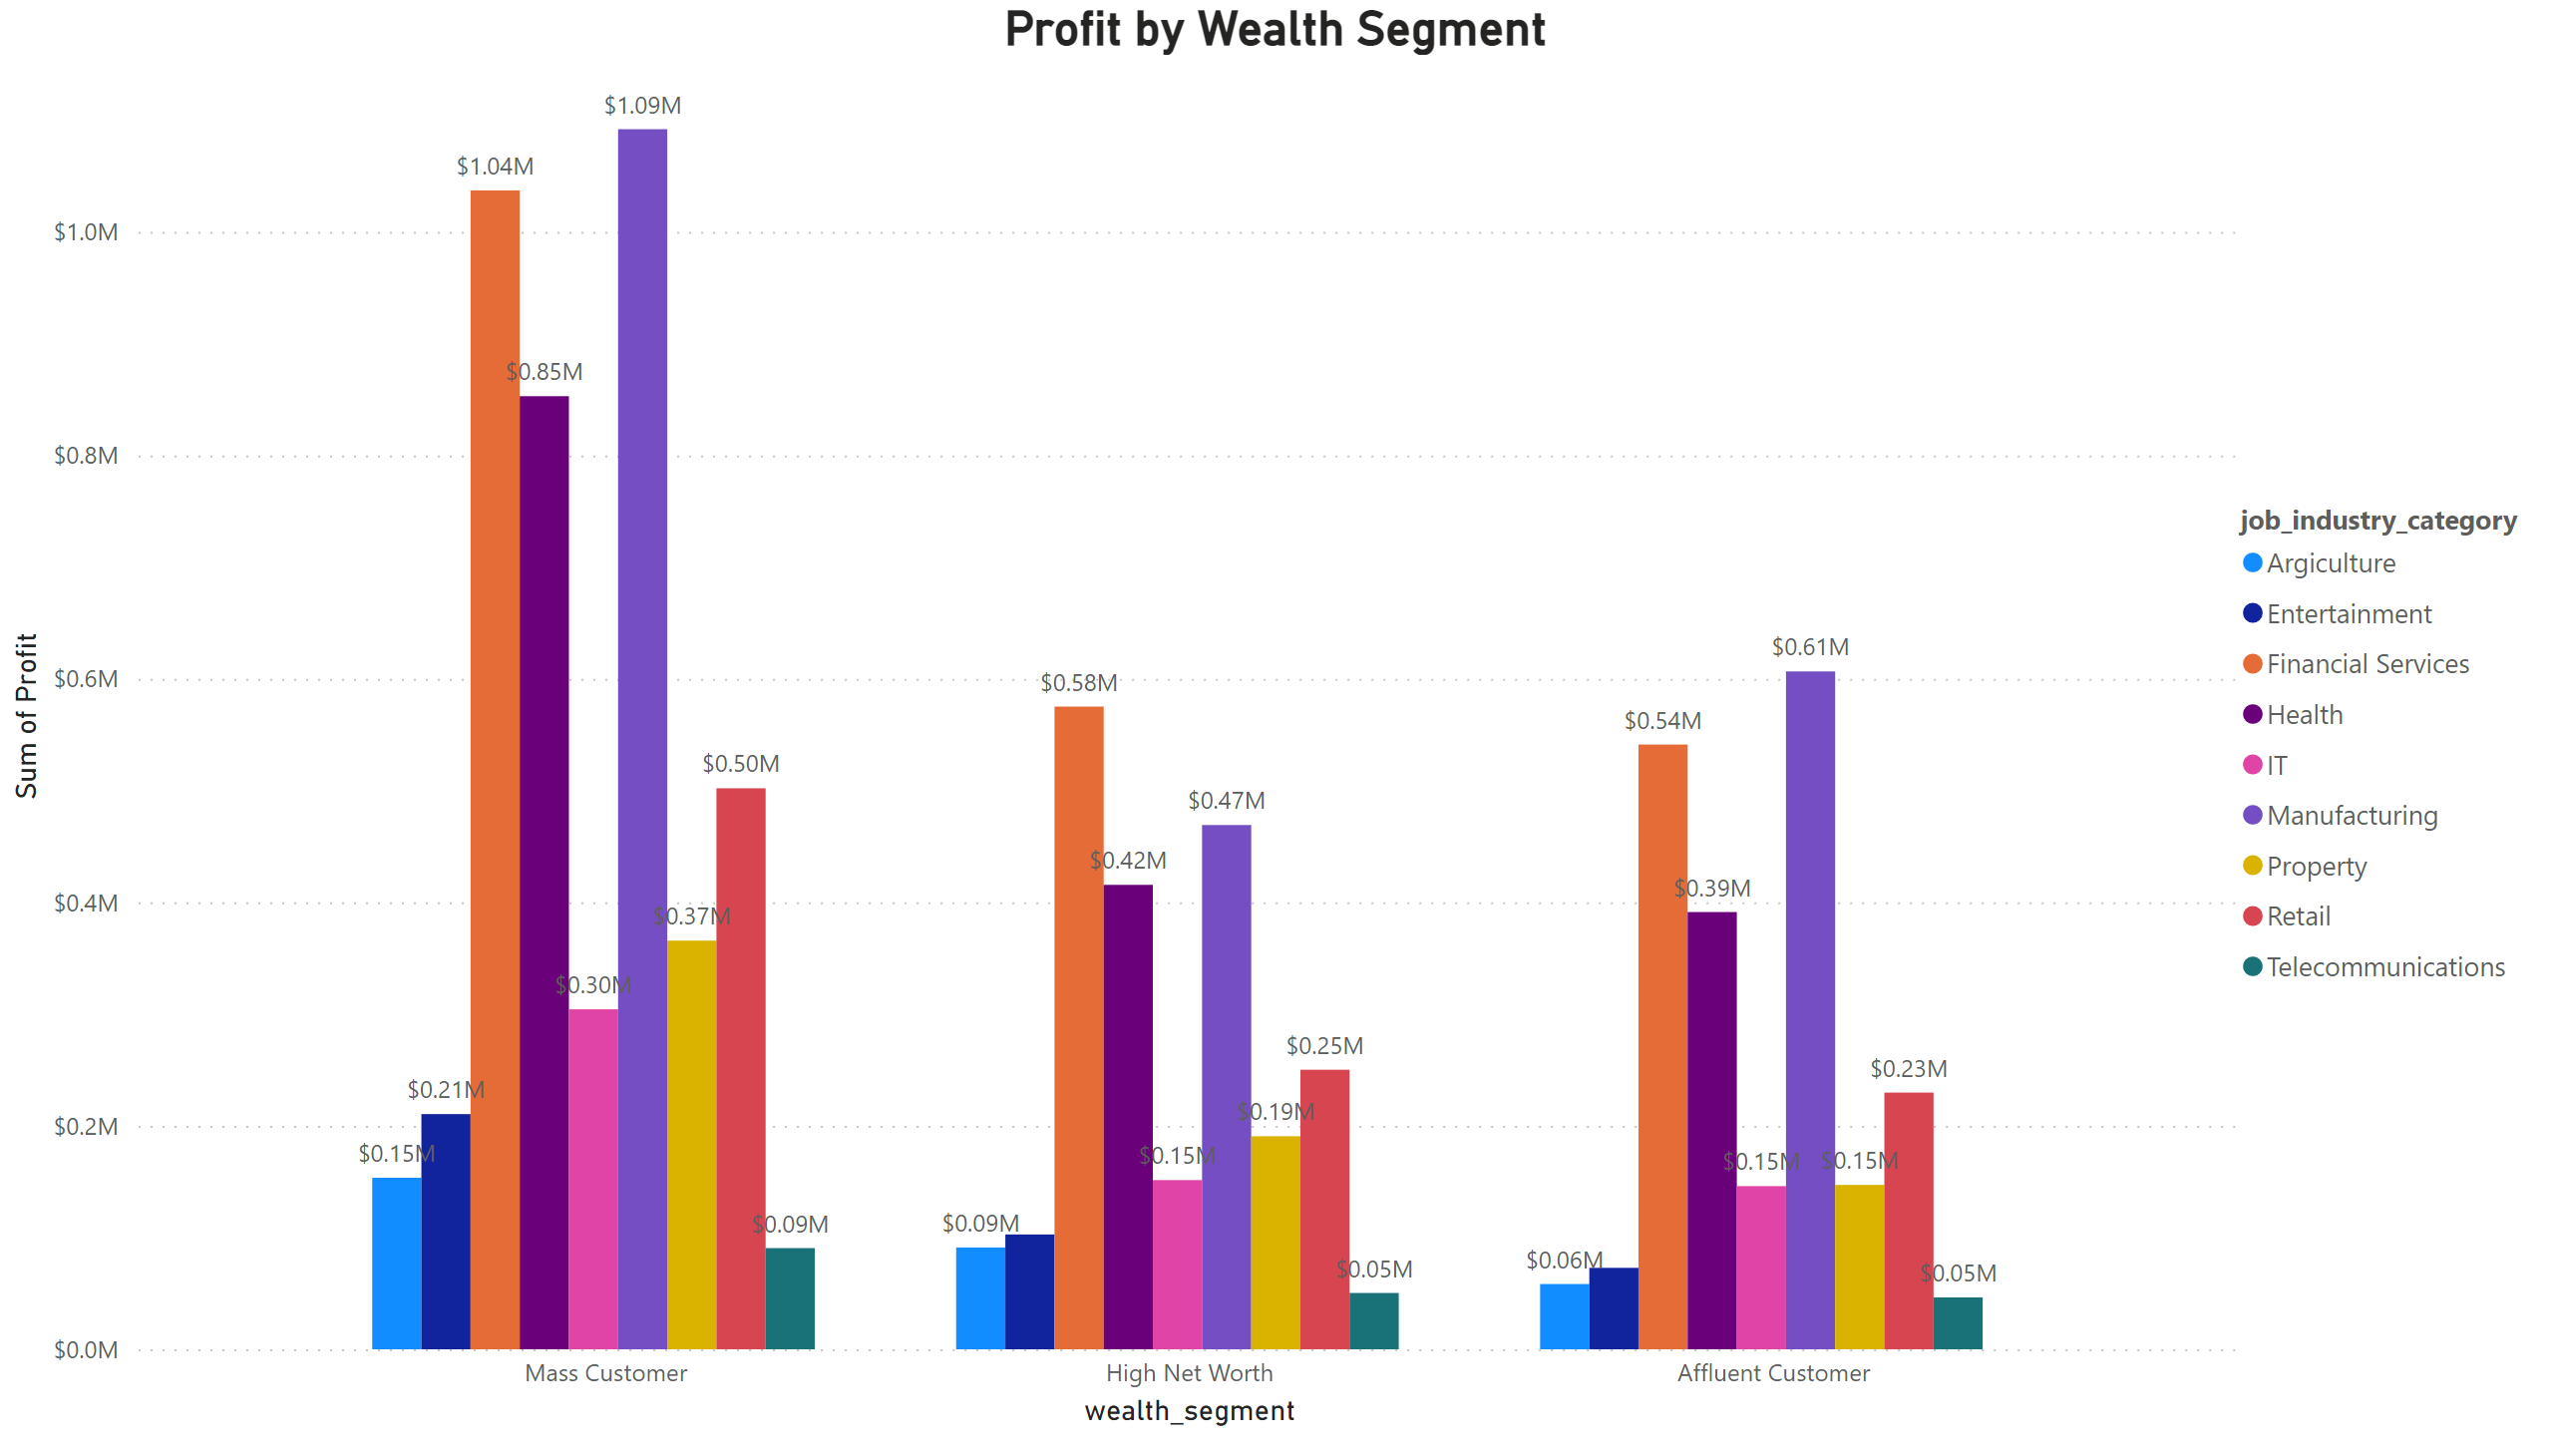 Profit by Wealth Segment
Sum of Profit
$1.0M
$0.8M
$0.6M
$0.4M
$0.2M
$0.0M
$0.15M
$0.21M
$1.04M
$0.85M
$0.30M
$1.09M
$0.37M
$0.50M
$0.09M
$0.09M
$0.58M
$0.42M
$0.15M
$0.47M
$0.19M
$0.25M
$0.05M
$0.06M
$0.54M
$0.39M
$0.15M
$0.61M
$0.15M
$0.23M
$0.05M
Mass Customer
High Net Worth
Affluent Customer
wealth_segment
job_industry_category
Argiculture
Entertainment
Financial Services
Health
IT
Manufacturing
Property
Retail
Telecommunications